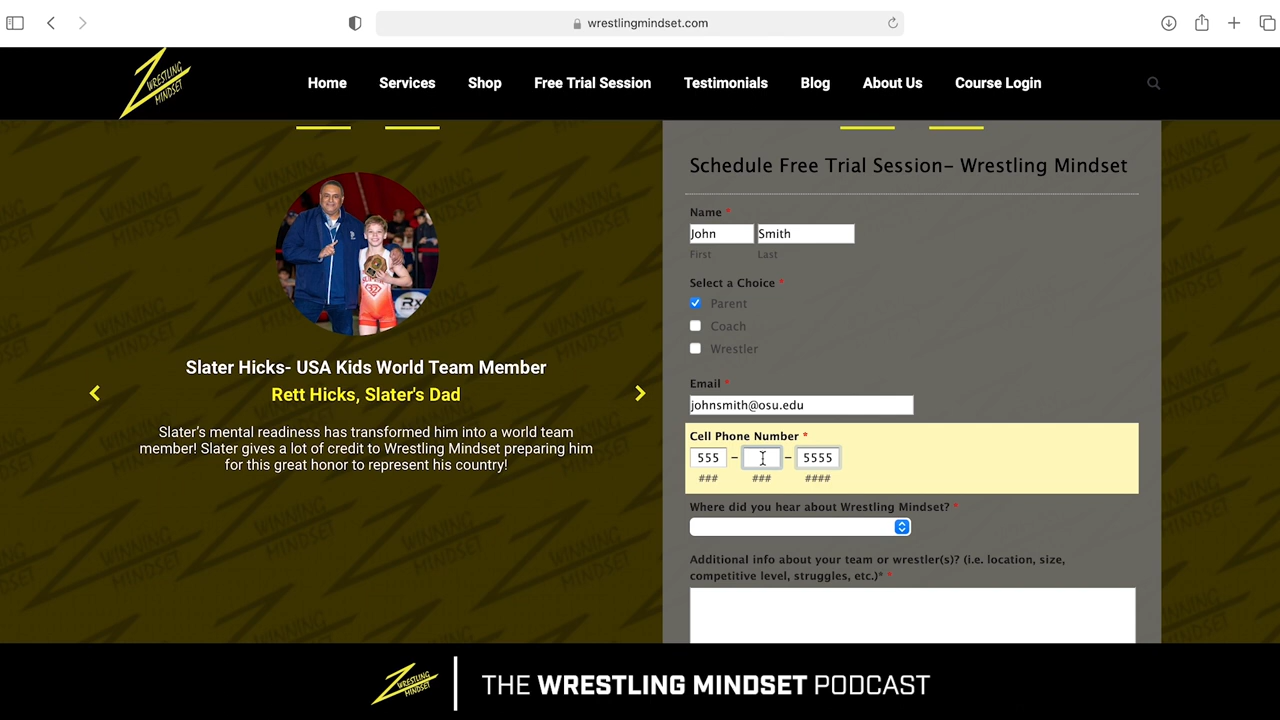 wrestlingmindset.com
WRESTLING
MINDSET
Home Services Shop Free Trial Session Testimonials Blog About Us Course Login
Slater Hicks- USA Kids World Team Member
Rett Hicks, Slater's Dad
Slater's mental readiness has transformed him into a world team
member! Slater gives a lot of credit to Wrestling Mindset preparing him
for this great honor to represent his country!
Schedule Free Trial Session- Wrestling Mindset
Name *
John Smith
First Last
Select a Choice *
Parent
Coach
Wrestler
Email *
johnsmith@osu.edu
Cell Phone Number *
555 – – 5555
### ### ####
Where did you hear about Wrestling Mindset? *
Additional info about your team or wrestler(s)? (i.e. location, size,
competitive level, struggles, etc.)* *
WRESTLING
MINDSET
THE WRESTLING MINDSET PODCAST